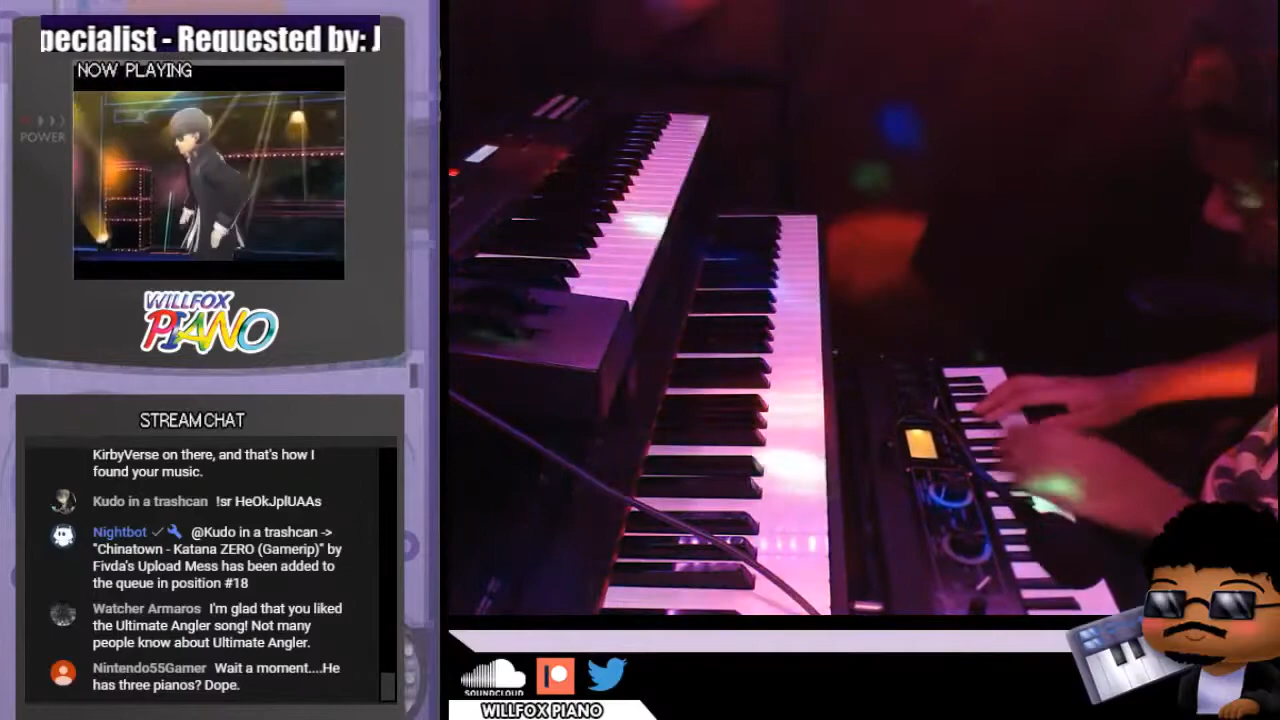 pecialist - Requested by: J
NOW PLAYING
POWER
WILLFOX
PIANO
STREAM CHAT
KirbyVerse on there, and that's how I
found your music.
Kudo in a trashcan !sr HeOkJplUAAs
Nightbot @Kudo in a trashcan ->
"Chinatown - Katana ZERO (Gamerip)" by
Fivda's Upload Mess has been added to
the queue in position #18
Watcher Armaros I'm glad that you liked
the Ultimate Angler song! Not many
people know about Ultimate Angler.
Nintendo55Gamer Wait a moment....He
has three pianos? Dope.
SOUNDCLOUD
WILLFOX PIANO